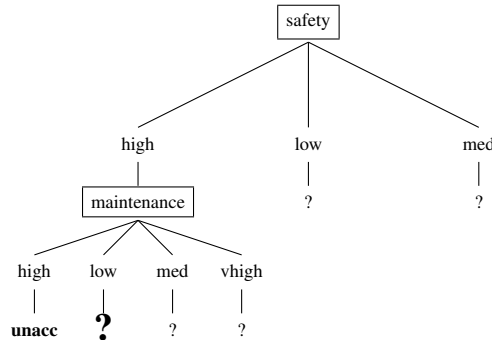 safety
high low med
maintenance ? ?
high low med vhigh
unacc ? ? ?